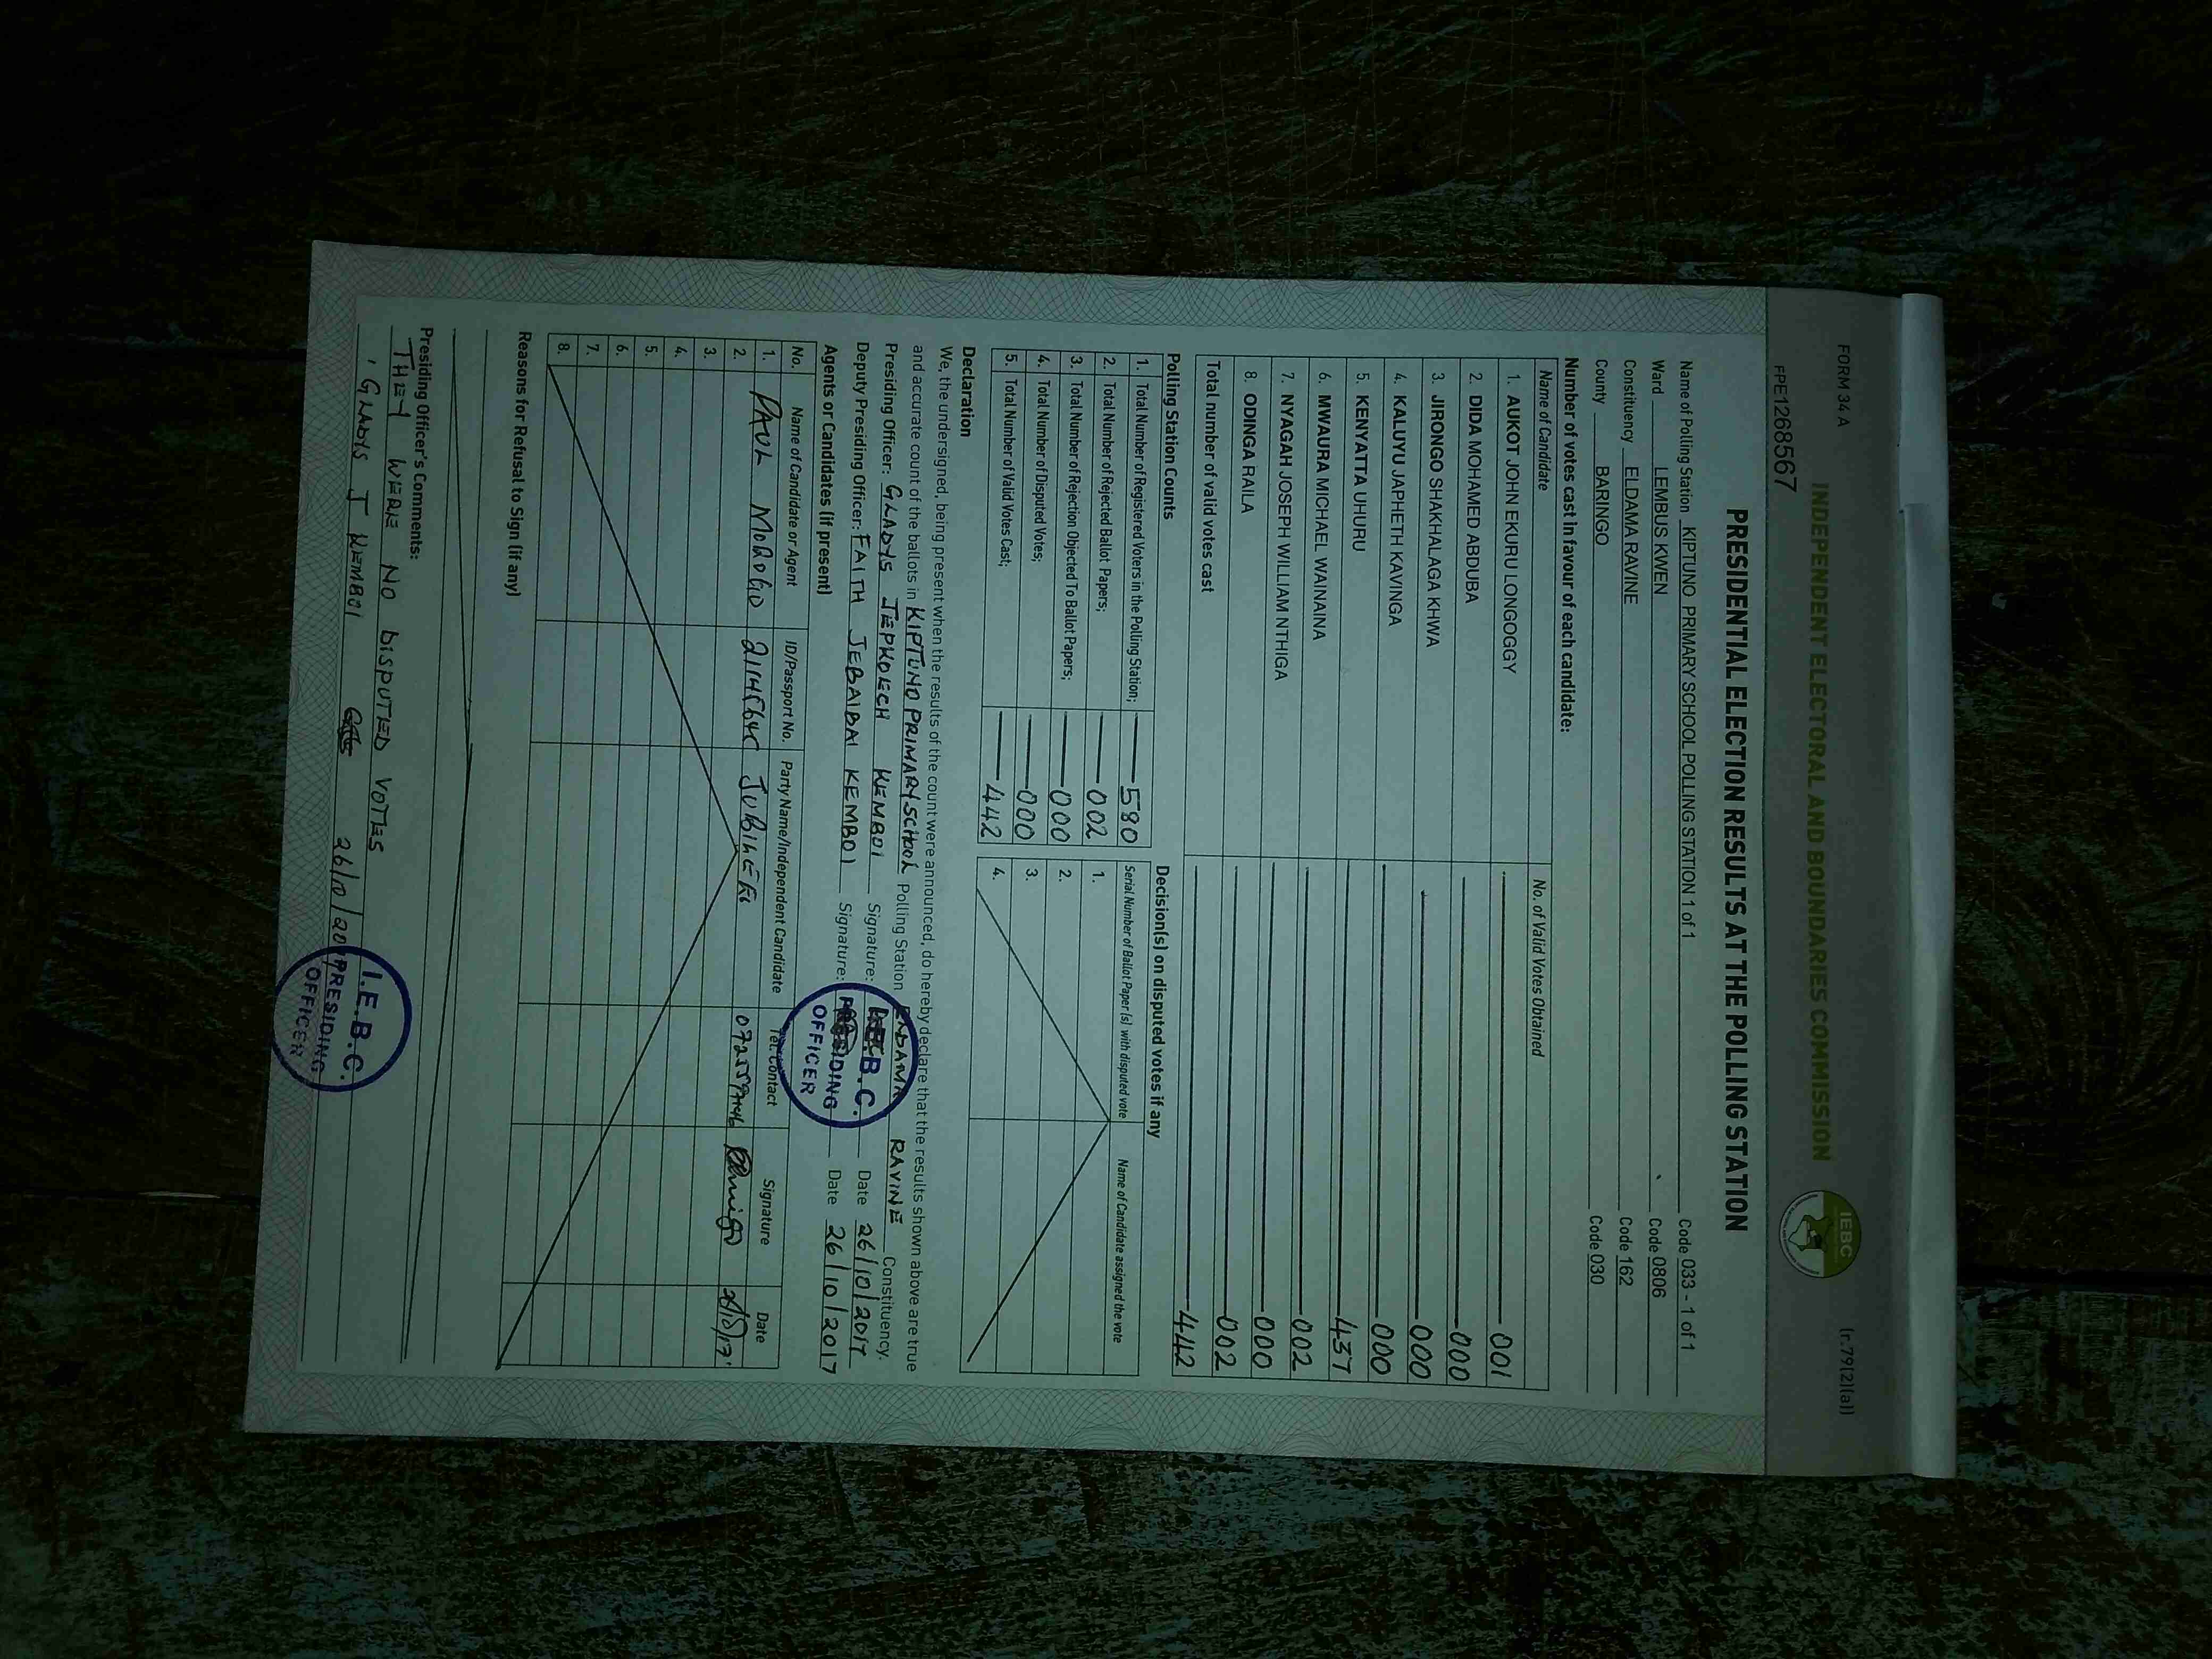 FORM 34 A
(r.79(2)(a))
INDEPENDENT ELECTORAL AND BOUNDARIES COMMISSION
IEBC
FPE1268567
PRESIDENTIAL ELECTION RESULTS AT THE POLLING STATION
Name of Polling Station KIPTUNO PRIMARY SCHOOL POLLING STATION 1 of 1 Code 033 - 1 of 1
Ward LEMBUS KWEN Code 0806
Constituency ELDAMA RAVINE Code 162
County BARINGO Code 030
Number of votes cast in favour of each candidate:
Name of Candidate No. of Valid Votes Obtained
1. AUKOT JOHN EKURU LONGOGGY 001
2. DIDA MOHAMED ABDUBA 000
3. JIRONGO SHAKHALAGA KHWA 000
4. KALUYU JAPHETH KAVINGA 000
5. KENYATTA UHURU 437
6. MWAURA MICHAEL WAINAINA 002
7. NYAGAH JOSEPH WILLIAM NTHIGA 000
8. ODINGA RAILA 002
Total number of valid votes cast 442
Polling Station Counts Decision(s) on disputed votes if any
1. Total Number of Registered Voters in the Polling Station; 580
2. Total Number of Rejected Ballot Papers; 002
3. Total Number of Rejection Objected To Ballot Papers; 000
4. Total Number of Disputed Votes; 000
5. Total Number of Valid Votes Cast; 442
Serial Number of Ballot Paper (s) with disputed vote Name of Candidate assigned the vote
1.
2.
3.
4.
Declaration
We, the undersigned, being present when the results of the count were announced, do hereby declare that the results shown above are true
and accurate count of the ballots in KIPTUNO PRIMARY SCHOOL Polling Station ENDAMA RAVINE Constituency.
Presiding Officer: GLADYS JEPKOECH KEMBOI Signature: Date 26/10/2017
Deputy Presiding Officer: FAITH JEBAIBAI KEMBOI Signature: Date 26/10/2017
I.E.B.C.
PRESIDING
OFFICER
Agents or Candidates (if present)
No. Name of Candidate or Agent ID/Passport No. Party Name/Independent Candidate Tel. Contact Signature Date
1. PAUL JUBILEE
2.
3.
4.
5.
6.
7.
8.
Reasons for Refusal to Sign (if any)
Presiding Officer's Comments:
THEY WERE NO DISPUTED VOTES
GLADYS J KEMBOI 26/10/20
I.E.B.C.
PRESIDING
OFFICER